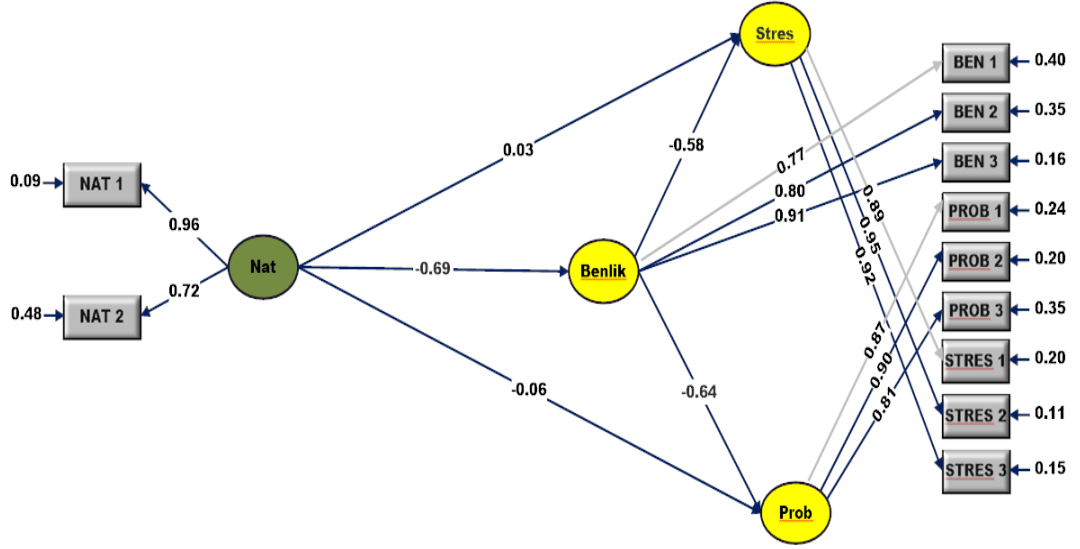 Stres
BEN 1
0.40
BEN 2
0.35
0.03
-0.58
0.77
BEN 3
0.16
0.09
NAT 1
0.80
0.89
0.91
PROB 1
0.24
0.96
0.95
Nat
-0.69
Benlik
0.92
PROB 2
0.20
0.72
0.48
NAT 2
PROB 3
0.35
0.87
STRES 1
0.20
0.90
-0.06
-0.64
0.81
STRES 2
0.11
STRES 3
0.15
Prob